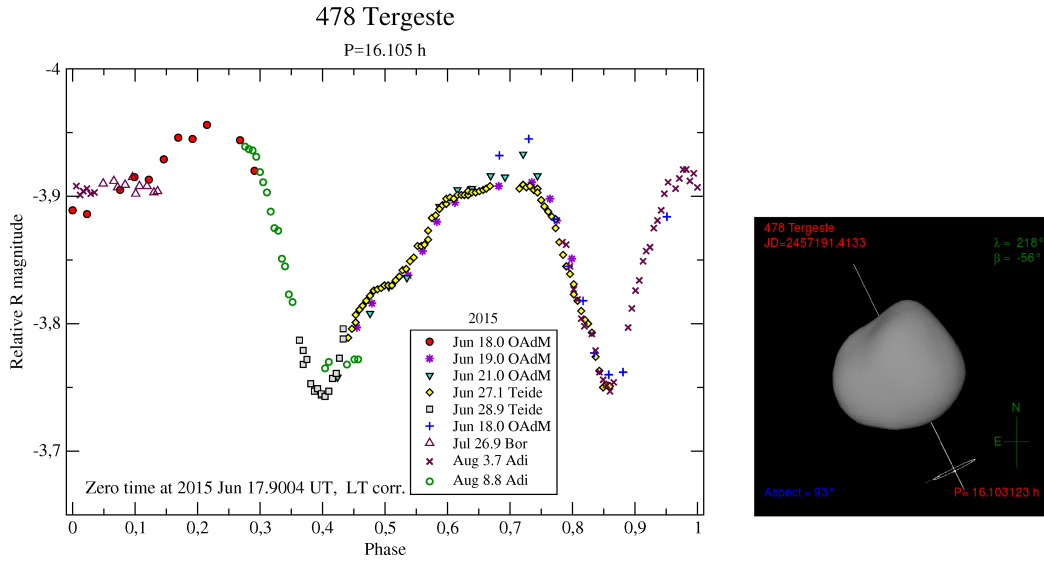 478 Tergeste
P=16.105 h
-4
-3,9
-3,8
-3,7
Relative R magnitude
2015
Jun 18.0 OAdM
Jun 19.0 OAdM
Jun 21.0 OAdM
Jun 27.1 Teide
Jun 28.9 Teide
Jun 18.0 OAdM
Jul 26.9 Bor
Aug 3.7 Adi
Aug 8.8 Adi
Zero time at 2015 Jun 17.9004 UT, LT corr.
0 0,1 0,2 0,3 0,4 0,5 0,6 0,7 0,8 0,9 1
Phase
478 Tergeste
JD=2457191.4133
λ = 218°
β = -56°
N
E
Aspect = 93°
P= 16.103123 h